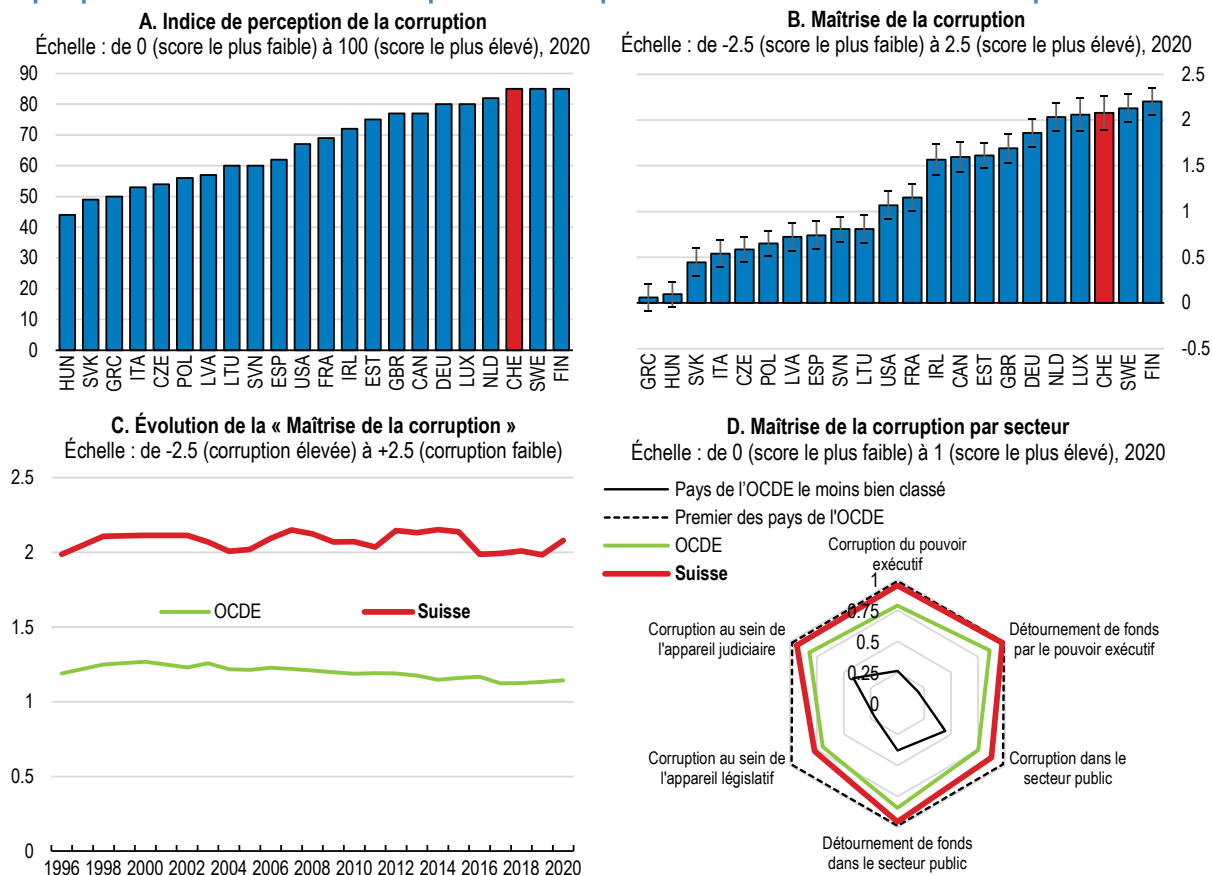 A. Indice de perception de la corruption
Échelle : de 0 (score le plus faible) à 100 (score le plus élevé), 2020
90
80
70
60
50
40
30
20
10
0
HUN SVK GRC ITA CZE POL LVA LTU SVN ESP USA FRA IRL EST GBR CAN DEU LUX NLD CHE SWE FIN
B. Maîtrise de la corruption
Échelle : de -2.5 (score le plus faible) à 2.5 (score le plus élevé), 2020
2.5
2
1.5
1
0.5
0
-0.5
GRC HUN SVK ITA CZE POL LVA ESP SVN LTU USA FRA IRL CAN EST GBR DEU NLD LUX CHE SWE FIN
C. Évolution de la « Maîtrise de la corruption »
Échelle : de -2.5 (corruption élevée) à +2.5 (corruption faible)
2.5
2
1.5
1
0.5
0
OCDE Suisse
1996 1998 2000 2002 2004 2006 2008 2010 2012 2014 2016 2018 2020
D. Maîtrise de la corruption par secteur
Échelle : de 0 (score le plus faible) à 1 (score le plus élevé), 2020
Pays de l'OCDE le moins bien classé
Premier des pays de l'OCDE
OCDE
Suisse
Corruption du pouvoir
exécutif
1
0.75
0.5
0.25
0
Détournement de fonds
par le pouvoir exécutif
Corruption dans le
secteur public
Détournement de fonds
dans le secteur public
Corruption au sein de
l'appareil législatif
Corruption au sein de
l'appareil judiciaire